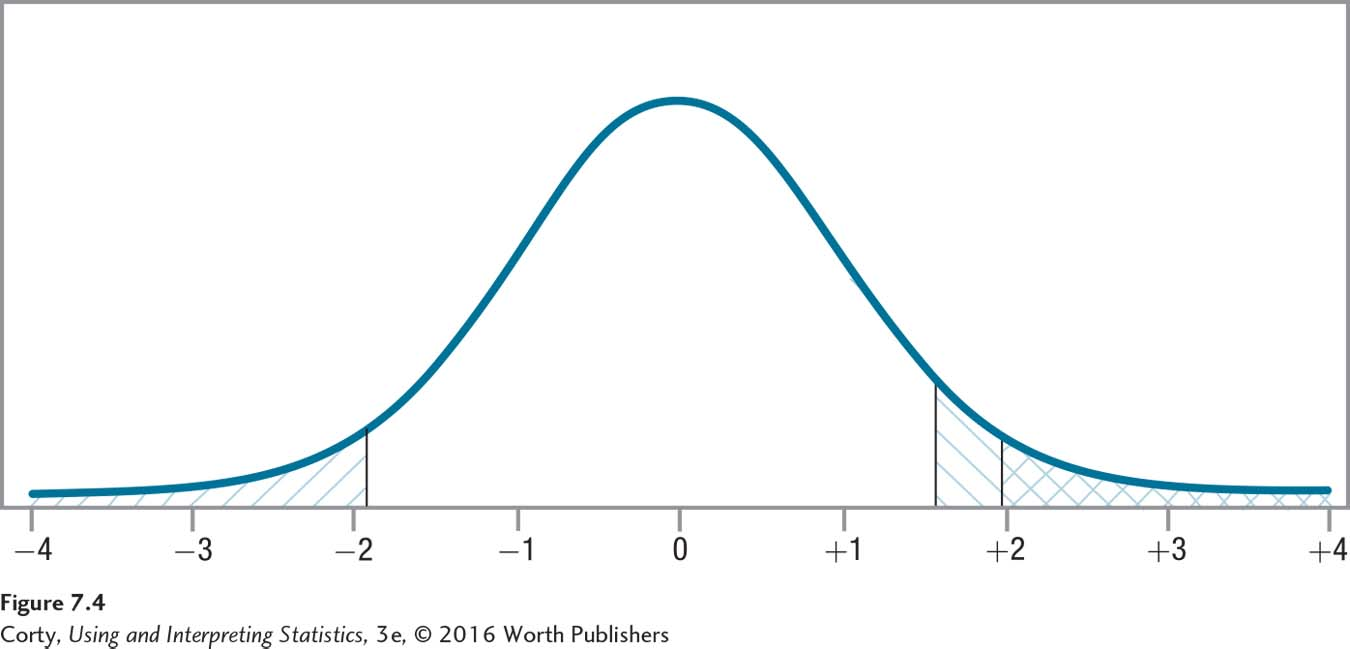 −4 −3 −2 −1 0 +1 +2 +3 +4
Figure 7.4
Corty, Using and Interpreting Statistics, 3e, © 2016 Worth Publishers